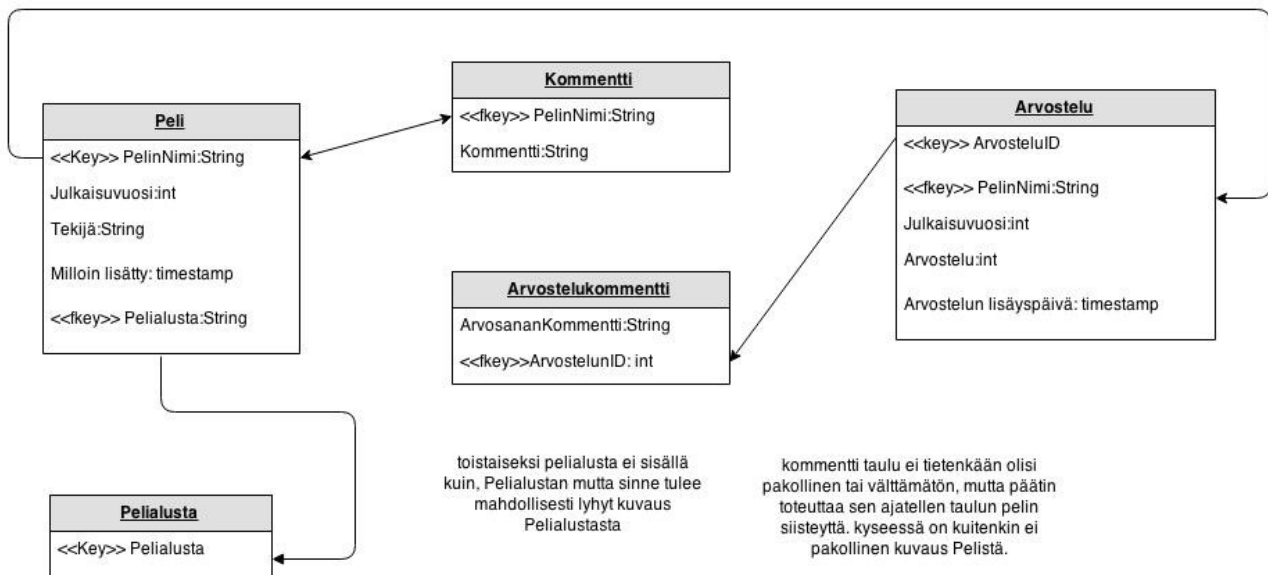 Peli
<<Key>> PelinNimi:String
Julkaisuvuosi:int
Tekijä:String
Milloin lisätty: timestamp
<<fkey>> Pelialusta:String
Kommentti
<<fkey>> PelinNimi:String
Kommentti:String
Arvostelu
<<key>> ArvosteluID
<<fkey>> PelinNimi:String
Julkaisuvuosi:int
Arvostelu:int
Arvostelun lisäyspäivä: timestamp
Arvostelukommentti
ArvosananKommentti:String
<<fkey>>ArvostelunID: int
Pelialusta
<<Key>> Pelialusta
toistaiseksi pelialusta ei sisällä
kuin, Pelialustan mutta sinne tulee
mahdollisesti lyhyt kuvaus
Pelialustasta
kommentti taulu ei tietenkään olisi
pakollinen tai välttämätön, mutta päätin
toteuttaa sen ajatellen taulun pelin
siisteyttä. kyseessä on kuitenkin ei
pakollinen kuvaus Pelistä.